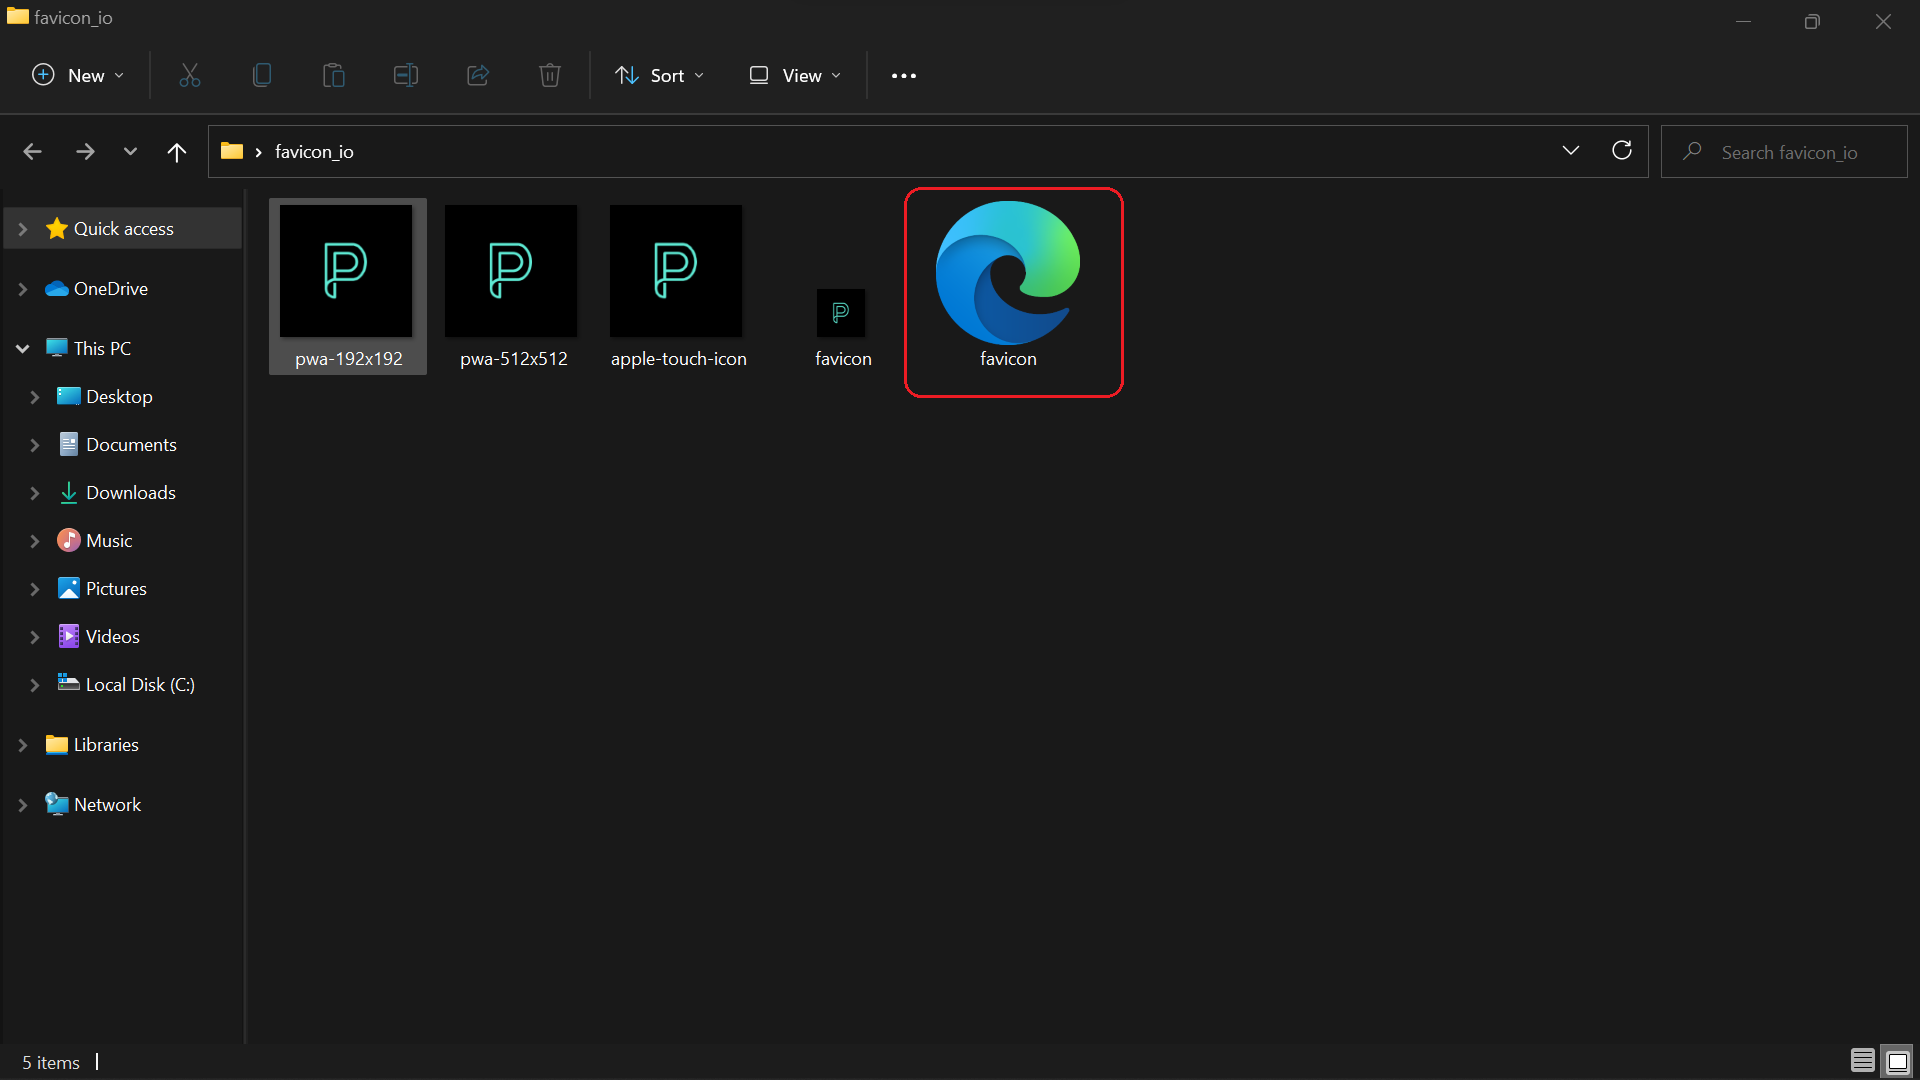 favicon_io
New
Sort
View
favicon_io
Search favicon_io
Quick access
OneDrive
This PC
Desktop
Documents
Downloads
Music
Pictures
Videos
Local Disk (C:)
Libraries
Network
P
P
P
P
pwa-192x192
pwa-512x512
apple-touch-icon
favicon
favicon
5 items